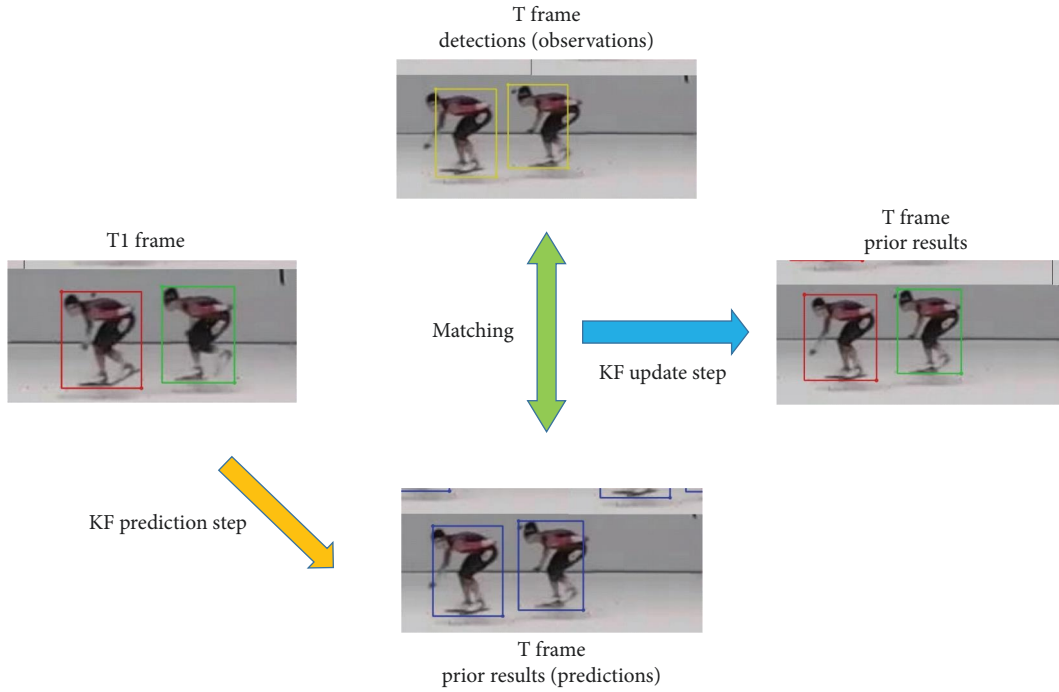 T frame
detections (observations)
T1 frame
T frame
prior results
Matching
KF update step
KF prediction step
T frame
prior results (predictions)